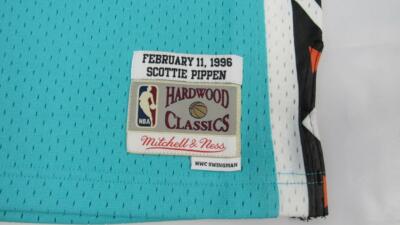 FEBRUARY 11, 1996
SCOTTIE PIPPEN
NBA
HARDWOOD
CLASSICS
Mitchell & Ness
NWC SWINGMAN